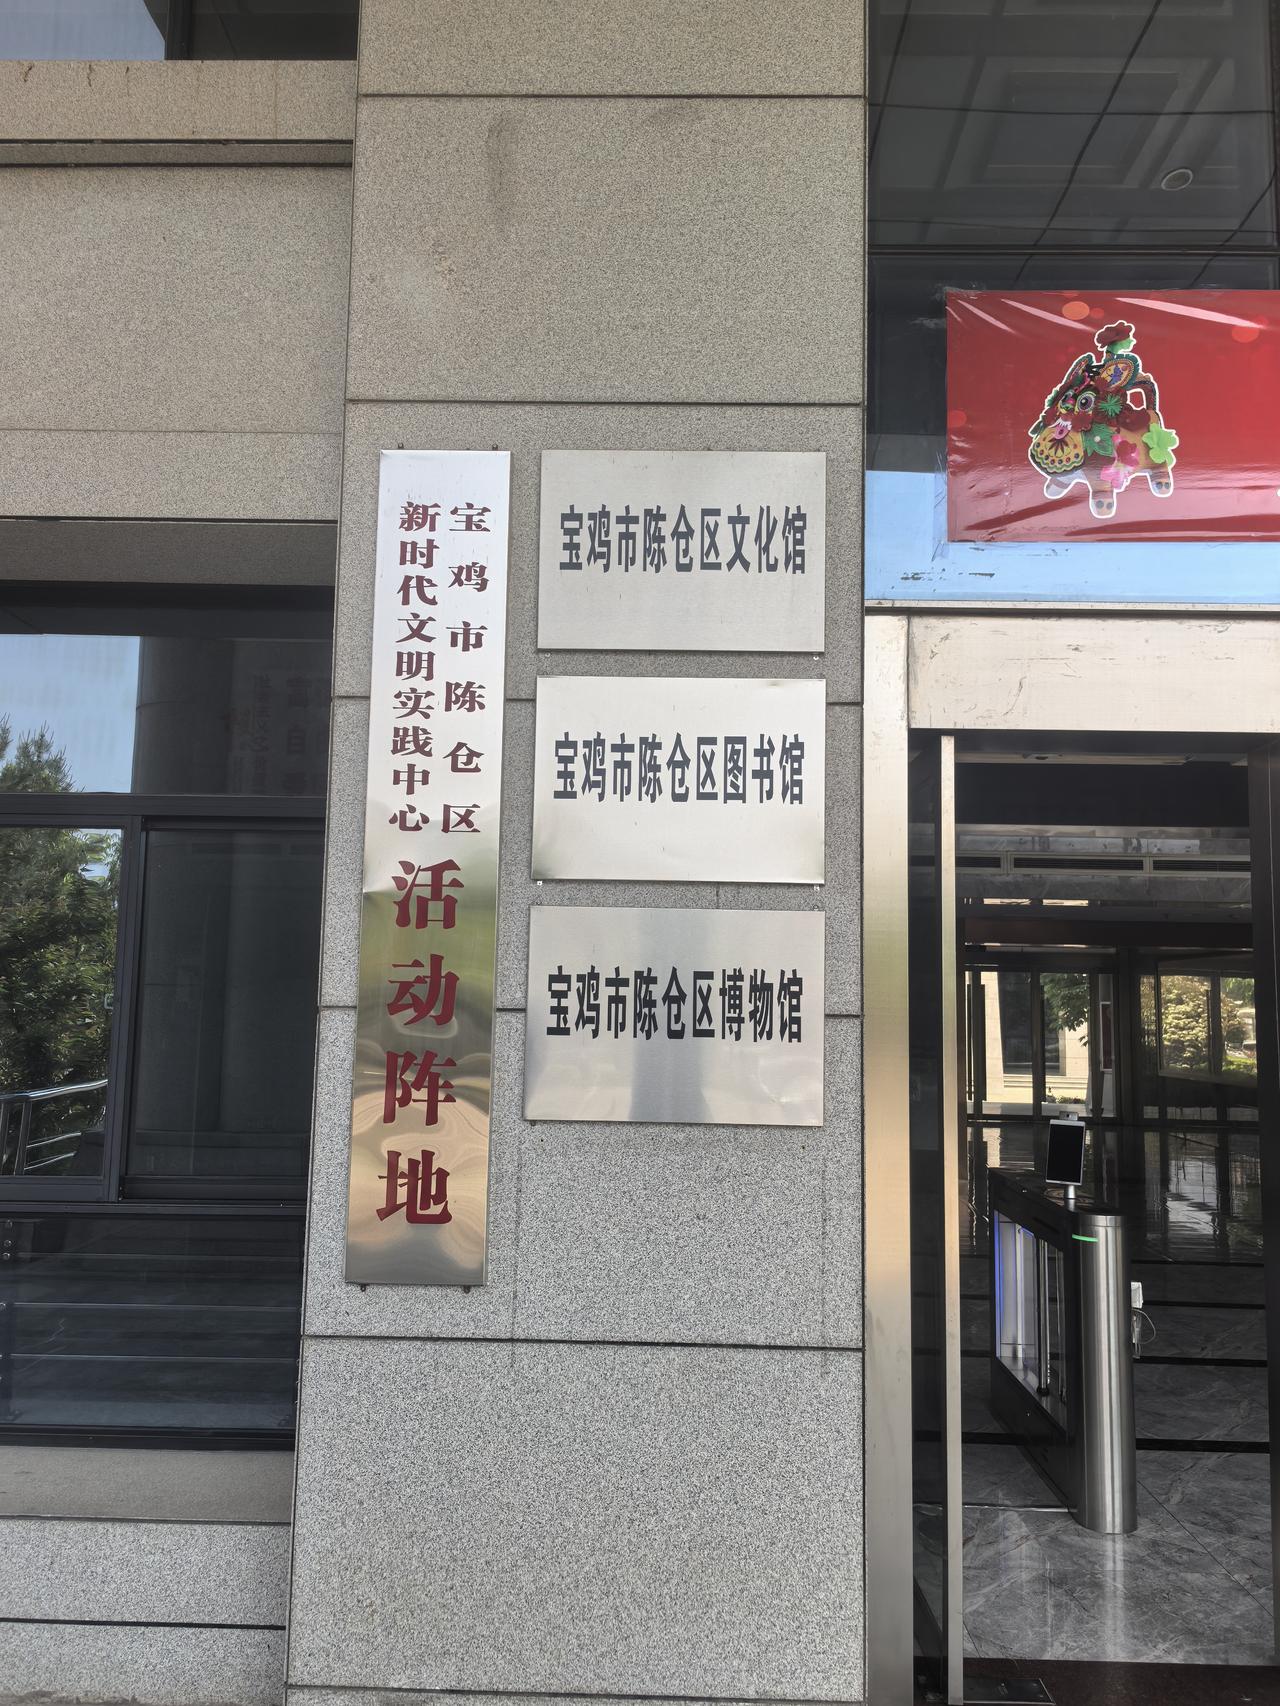 宝鸡市陈仓区
新时代文明实践中心
活动阵地
宝鸡市陈仓区文化馆
宝鸡市陈仓区图书馆
宝鸡市陈仓区博物馆